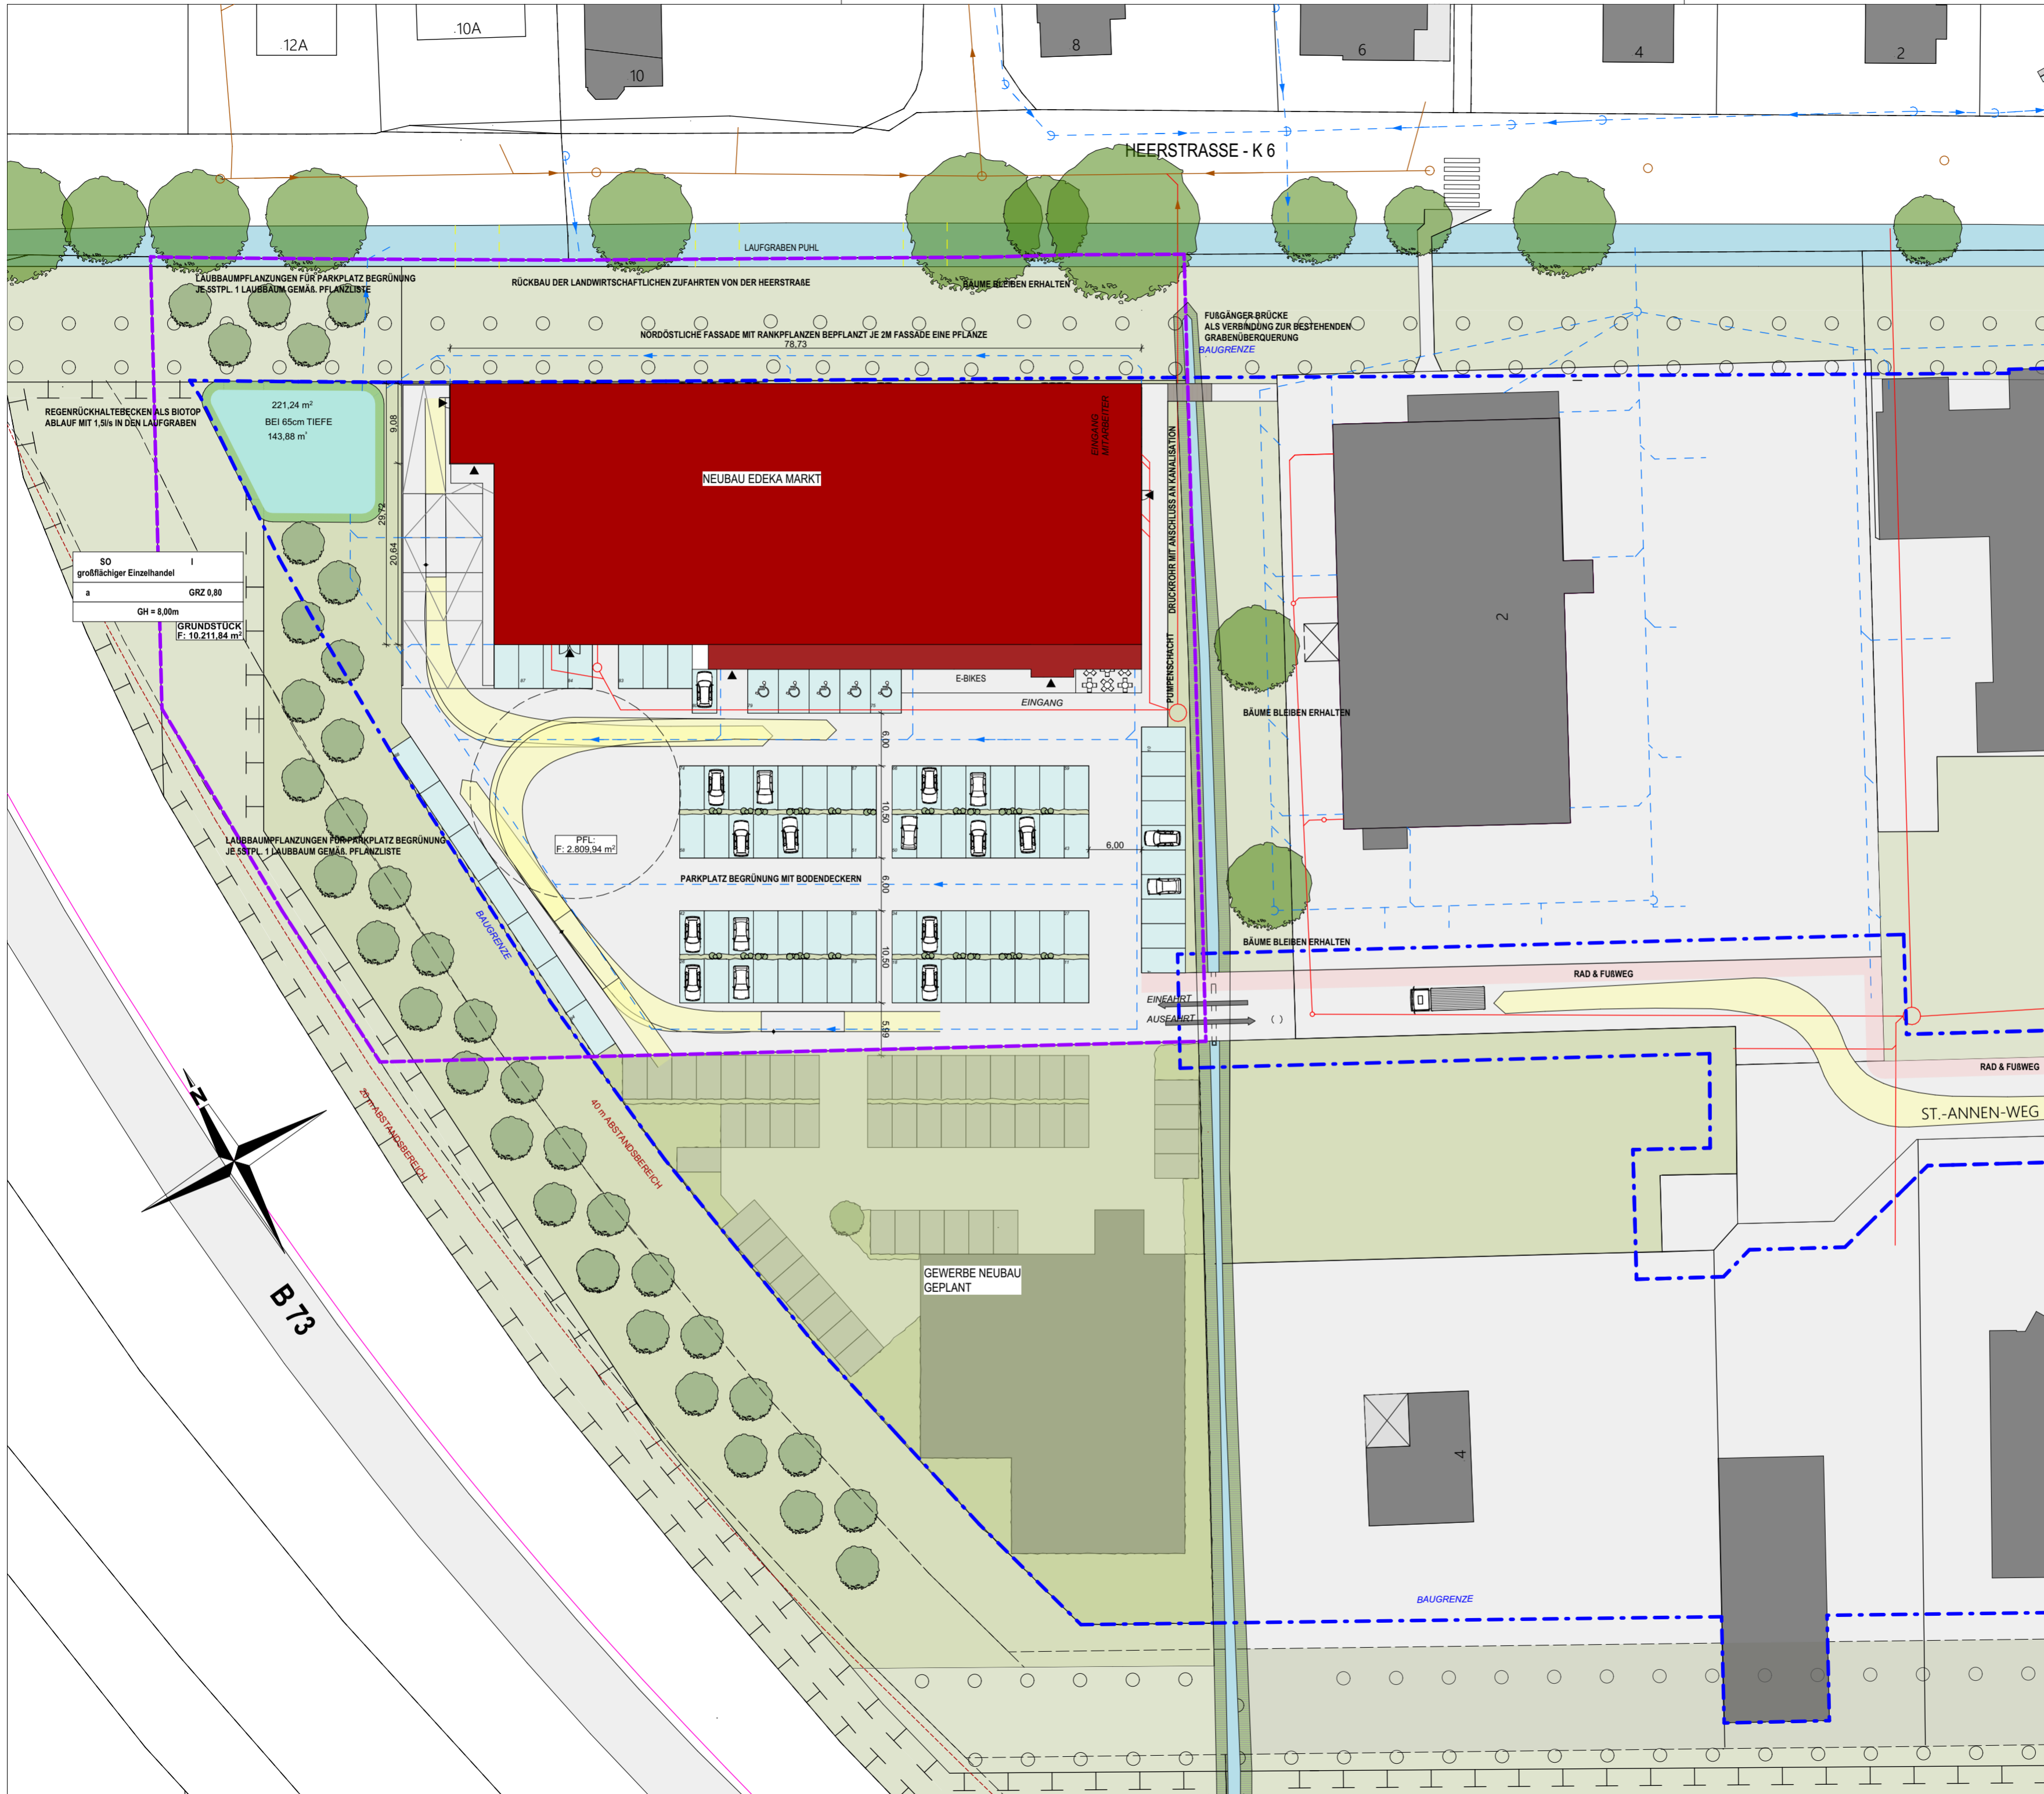 12A
10A
10
8
6
4
2
HEERSTRASSE - K 6
LAUFGRABEN PUHL
LAUBBAUMPFLANZUNGEN FÜR PARKPLATZ BEGRÜNUNG
JE 5STPL. 1 LAUBBAUM GEMÄß. PFLANZLISTE
RÜCKBAU DER LANDWIRTSCHAFTLICHEN ZUFAHRTEN VON DER HEERSTRAßE
BÄUME BLEIBEN ERHALTEN
NORDÖSTLICHE FASSADE MIT RANKPFLANZEN BEPFLANZT JE 2M FASSADE EINE PFLANZE
78,73
FUßGÄNGER BRÜCKE
ALS VERBINDUNG ZUR BESTEHENDEN
GRABENÜBERQUERUNG
BAUGRENZE
REGENRÜCKHALTEBECKEN ALS BIOTOP
ABLAUF MIT 1,5l/s IN DEN LAUFGRABEN
221,24 m²
BEI 65cm TIEFE
143,88 m³
9,08
29,72
20,64
NEUBAU EDEKA MARKT
EINGANG
MITARBEITER
PUMPENSCHACHT
DRUCKROHR MIT ANSCHLUSS AN KANALISATION
SO I
großflächiger Einzelhandel
a GRZ 0,80
GH = 8,00m
GRUNDSTÜCK
F: 10.211,84 m²
2
E-BIKES
EINGANG
BÄUME BLEIBEN ERHALTEN
6,00
10,50
6,00
PFL:
F: 2.809,94 m²
LAUBBAUMPFLANZUNGEN FÜR PARKPLATZ BEGRÜNUNG
JE 5STPL. 1 LAUBBAUM GEMÄß. PFLANZLISTE
PARKPLATZ BEGRÜNUNG MIT BODENDECKERN
6,00
BAUGRENZE
10,50
BÄUME BLEIBEN ERHALTEN
RAD & FUßWEG
EINFAHRT
AUSFAHRT
( )
5,99
RAD & FUßWEG
ST.-ANNEN-WEG
20 m ABSTANDSBEREICH
40 m ABSTANDSBEREICH
N
B 73
GEWERBE NEUBAU
GEPLANT
4
BAUGRENZE